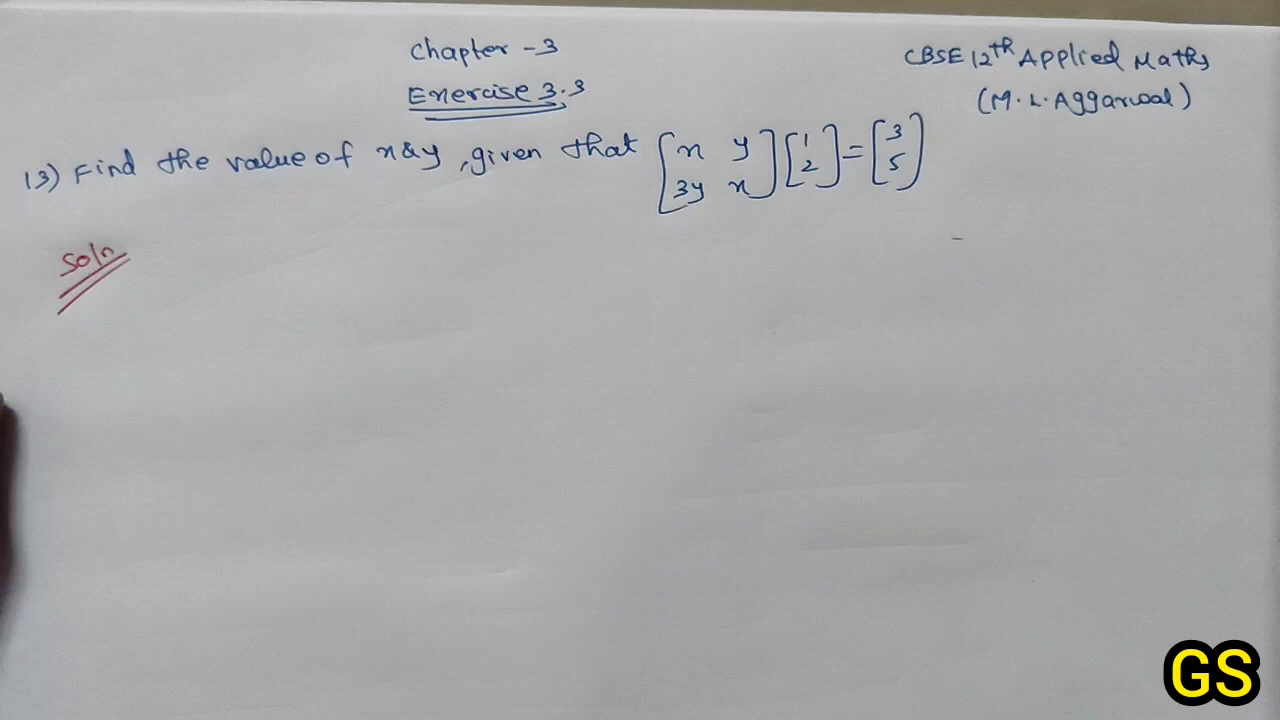 Chapter - 3
CBSE 12th Applied Maths
Exercise 3.3
(M. L. Aggarwal)
13) Find the value of x & y, given that [x y; 3y x] [1; 2] = [3; 5]
Soln
GS